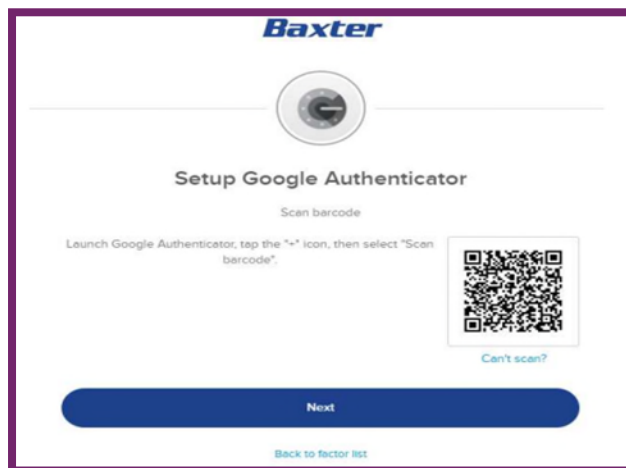 Baxter
Setup Google Authenticator
Scan barcode
Launch Google Authenticator, tap the "+" icon, then select "Scan
barcode".
Can't scan?
Next
Back to factor list